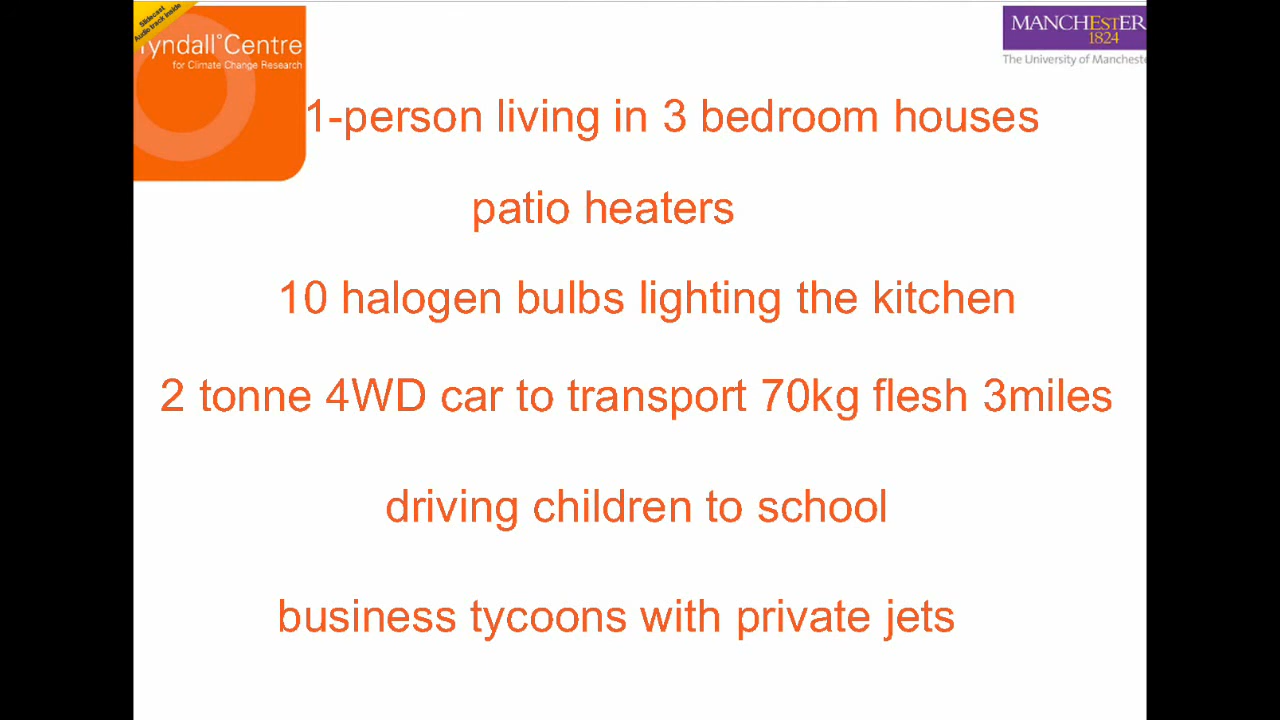 Slidecast
Audio track inside
Tyndall°Centre
for Climate Change Research
MANCHESTER
1824
The University of Manchester
1-person living in 3 bedroom houses
patio heaters
10 halogen bulbs lighting the kitchen
2 tonne 4WD car to transport 70kg flesh 3miles
driving children to school
business tycoons with private jets